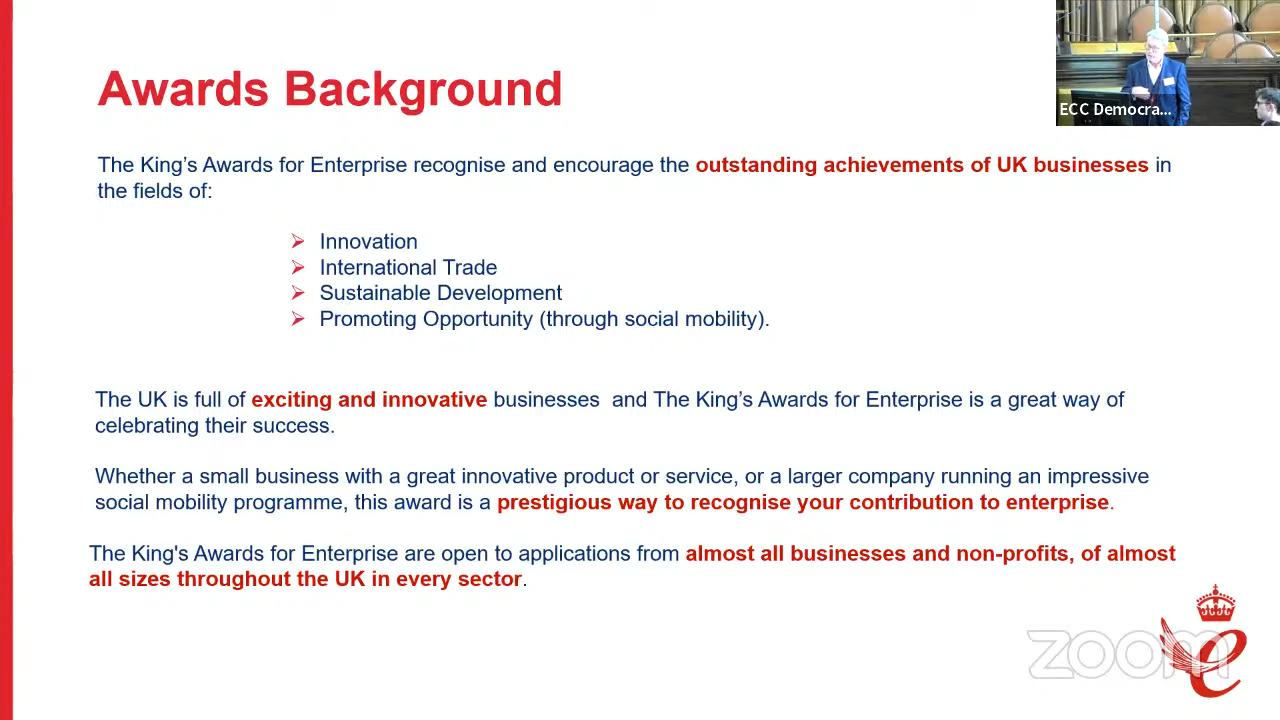 Awards Background
ECC Democra...
The King’s Awards for Enterprise recognise and encourage the outstanding achievements of UK businesses in
the fields of:
➢ Innovation
➢ International Trade
➢ Sustainable Development
➢ Promoting Opportunity (through social mobility).
The UK is full of exciting and innovative businesses  and The King’s Awards for Enterprise is a great way of
celebrating their success.
Whether a small business with a great innovative product or service, or a larger company running an impressive
social mobility programme, this award is a prestigious way to recognise your contribution to enterprise.
The King's Awards for Enterprise are open to applications from almost all businesses and non-profits, of almost
all sizes throughout the UK in every sector.
zoom
e